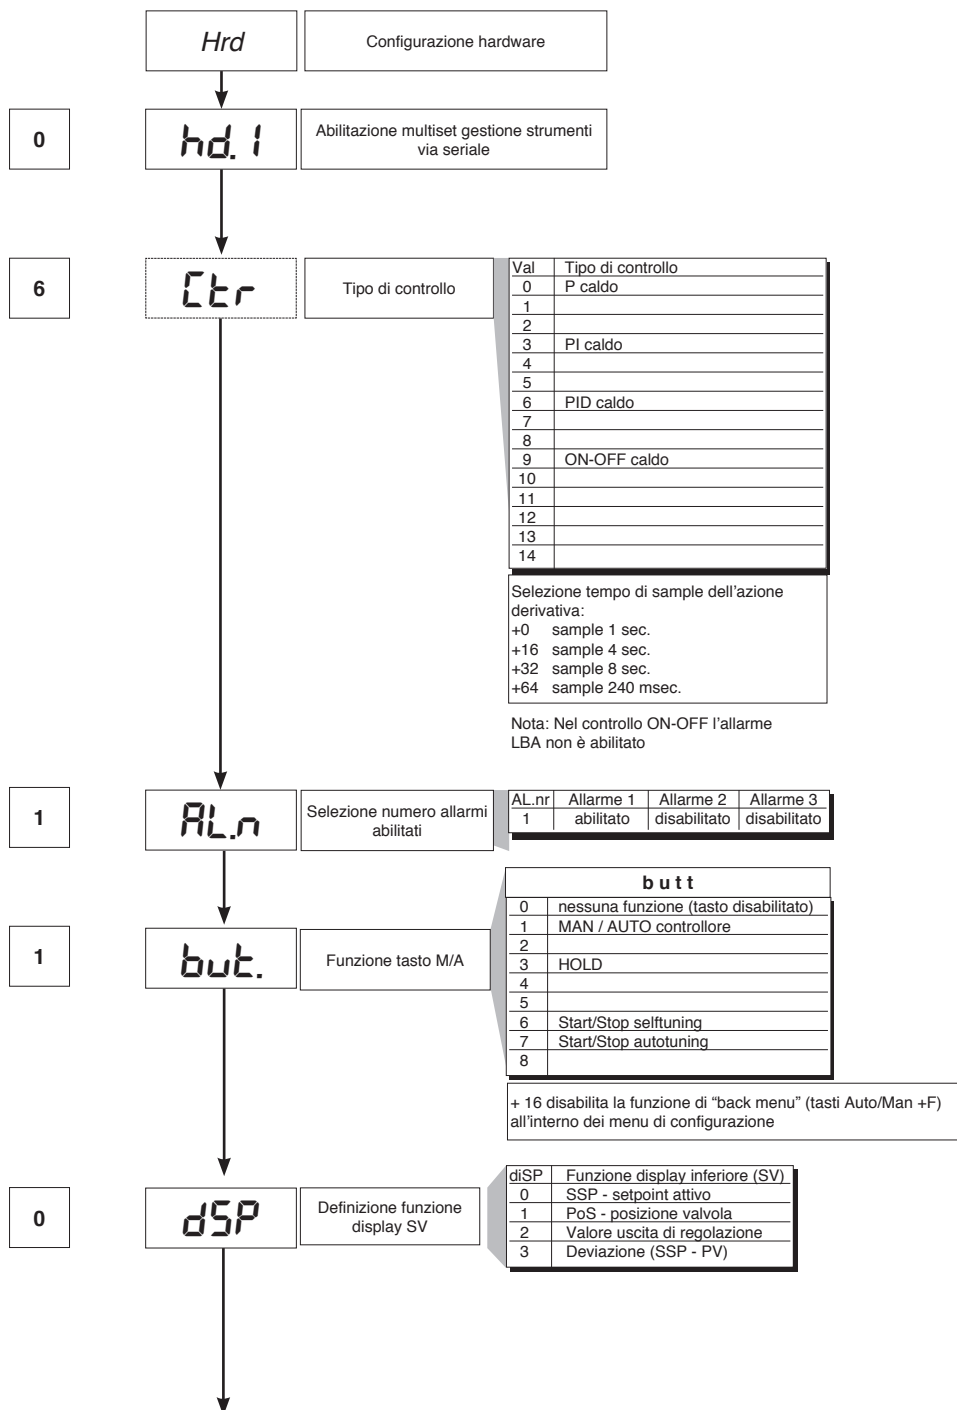 Hrd
Configurazione hardware
0
hd. 1
Abilitazione multiset gestione strumenti
via seriale
6
Ctr
Tipo di controllo
Val Tipo di controllo
0 P caldo
1
2
3 PI caldo
4
5
6 PID caldo
7
8
9 ON-OFF caldo
10
11
12
13
14
Selezione tempo di sample dell'azione
derivativa:
+0 sample 1 sec.
+16 sample 4 sec.
+32 sample 8 sec.
+64 sample 240 msec.
Nota: Nel controllo ON-OFF l'allarme
LBA non è abilitato
1
AL.n
Selezione numero allarmi
abilitati
AL.nr Allarme 1 Allarme 2 Allarme 3
1 abilitato disabilitato disabilitato
1
but.
Funzione tasto M/A
b u t t
0 nessuna funzione (tasto disabilitato)
1 MAN / AUTO controllore
2
3 HOLD
4
5
6 Start/Stop selftuning
7 Start/Stop autotuning
8
+ 16 disabilita la funzione di “back menu” (tasti Auto/Man +F)
all'interno dei menu di configurazione
0
dSP
Definizione funzione
display SV
diSP Funzione display inferiore (SV)
0 SSP - setpoint attivo
1 PoS - posizione valvola
2 Valore uscita di regolazione
3 Deviazione (SSP - PV)